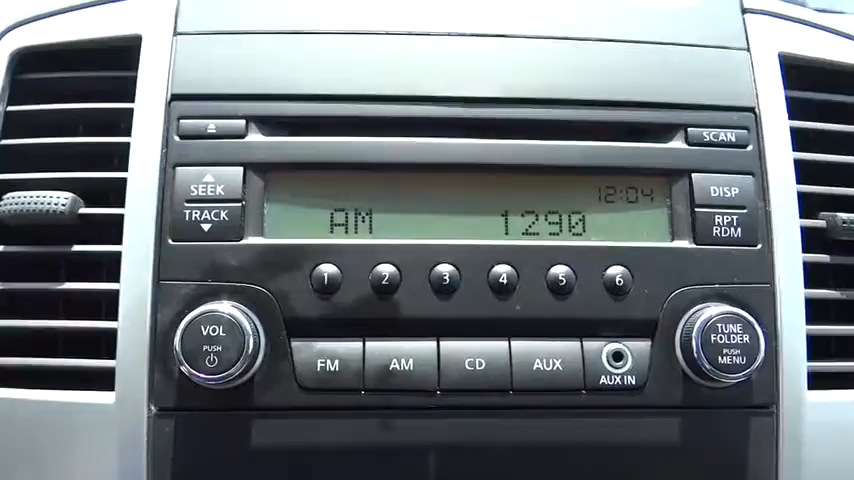 SCAN
SEEK
TRACK
12:04
AM 1290
DISP
RPT
RDM
1 2 3 4 5 6
VOL
PUSH
FM AM CD AUX
AUX IN
TUNE
FOLDER
PUSH
MENU